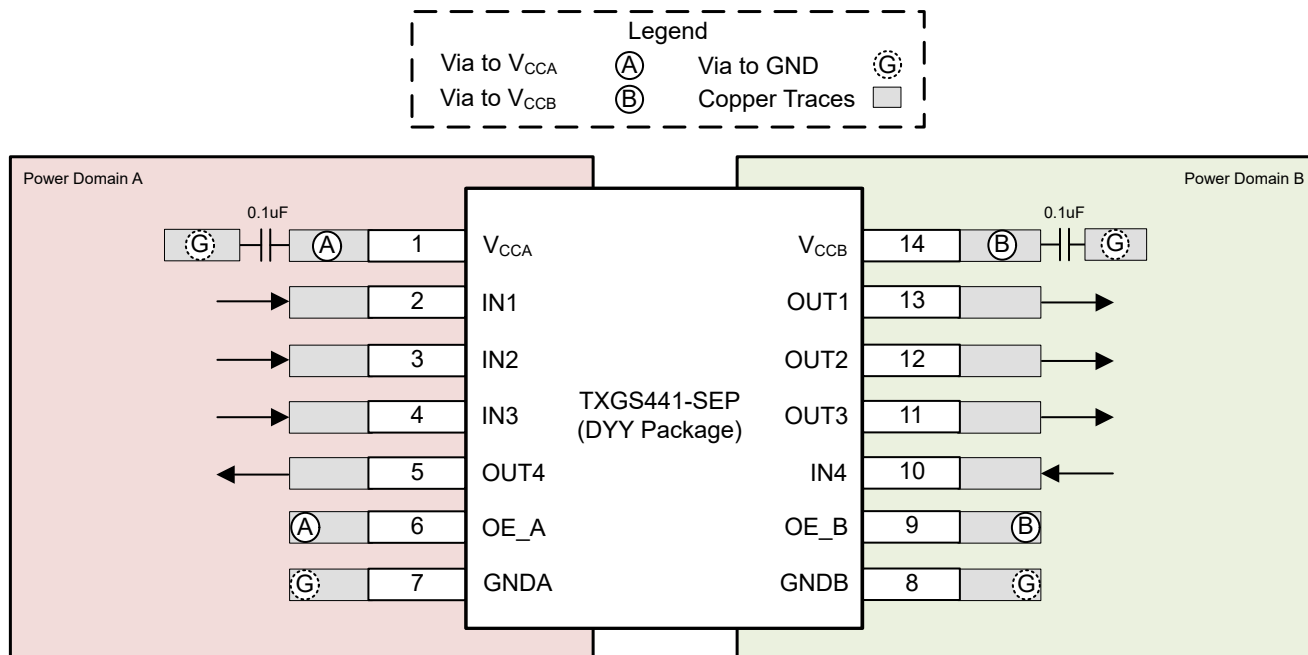 Legend
Via to VCCA A Via to GND G
Via to VCCB B Copper Traces
Power Domain A
Power Domain B
0.1uF
0.1uF
G A 1 VCCA VCCB 14 B G
2 IN1 OUT1 13
3 IN2 OUT2 12
4 IN3 OUT3 11
TXGS441-SEP
(DYY Package)
5 OUT4 IN4 10
A 6 OE_A OE_B 9 B
G 7 GNDA GNDB 8 G